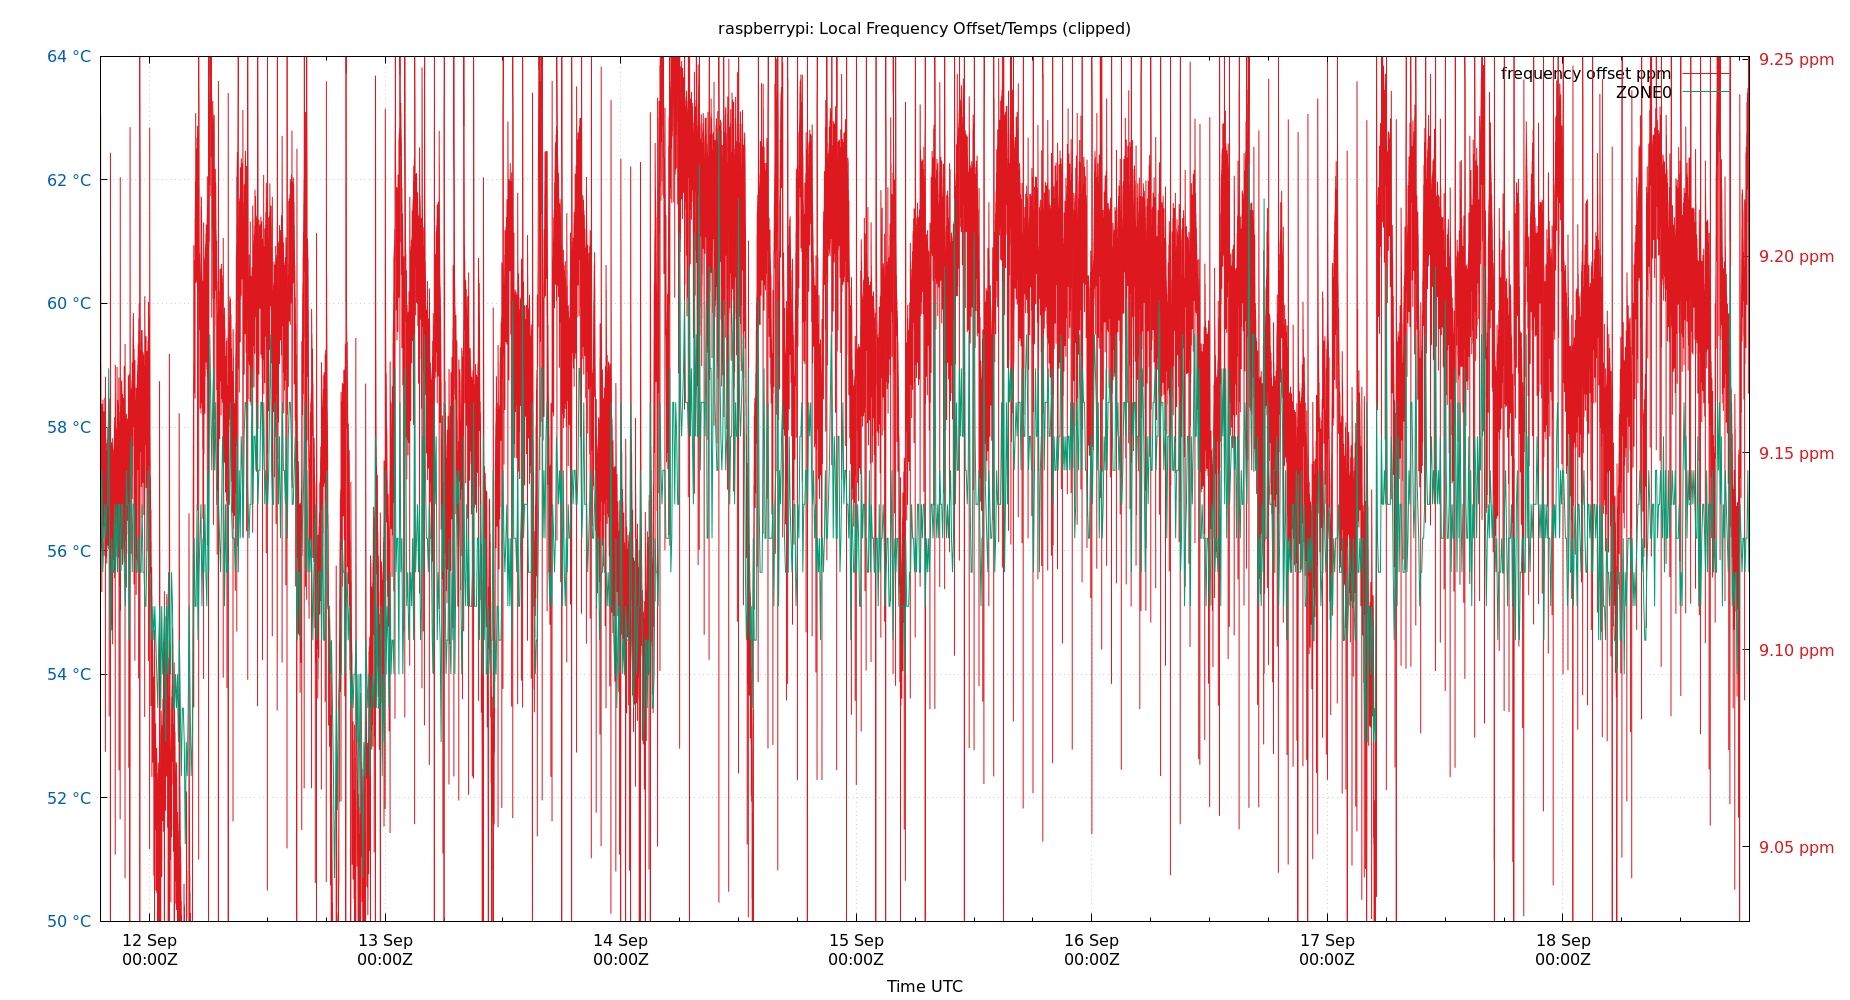 raspberrypi: Local Frequency Offset/Temps (clipped)
64 °C
62 °C
60 °C
58 °C
56 °C
54 °C
52 °C
50 °C
9.25 ppm
9.20 ppm
9.15 ppm
9.10 ppm
9.05 ppm
frequency offset ppm
ZONE0
12 Sep
00:00Z
13 Sep
00:00Z
14 Sep
00:00Z
15 Sep
00:00Z
16 Sep
00:00Z
17 Sep
00:00Z
18 Sep
00:00Z
Time UTC